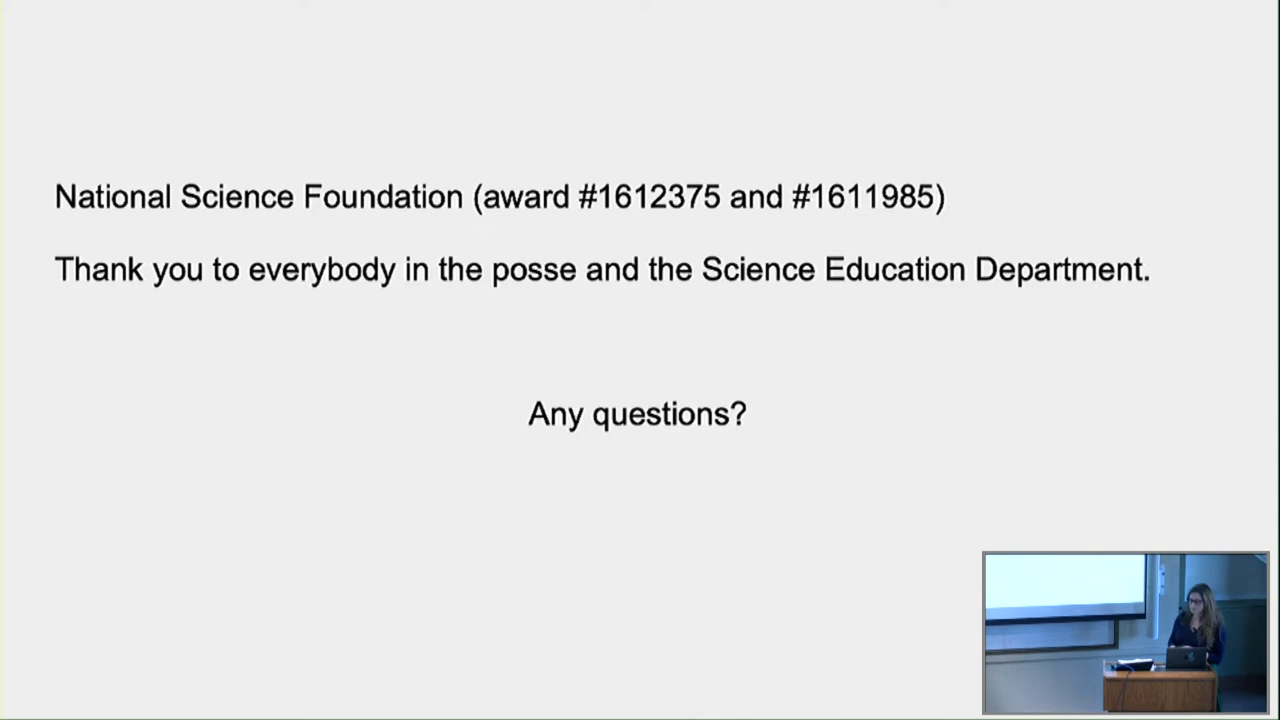 National Science Foundation (award #1612375 and #1611985)
Thank you to everybody in the posse and the Science Education Department.
Any questions?